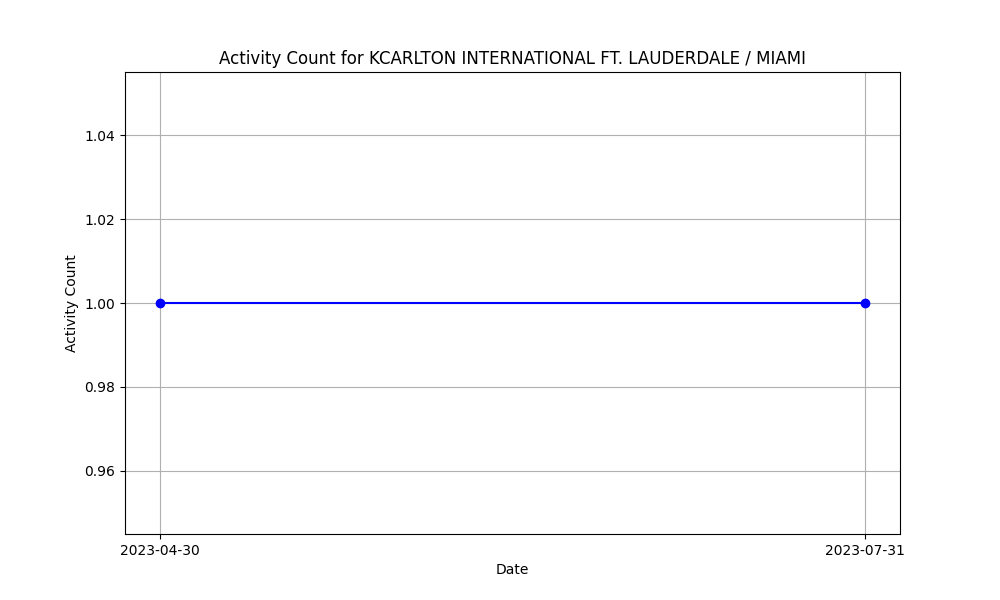 Activity Count for KCARLTON INTERNATIONAL FT. LAUDERDALE / MIAMI
1.04
1.02
1.00
0.98
0.96
Activity Count
2023-04-30
2023-07-31
Date